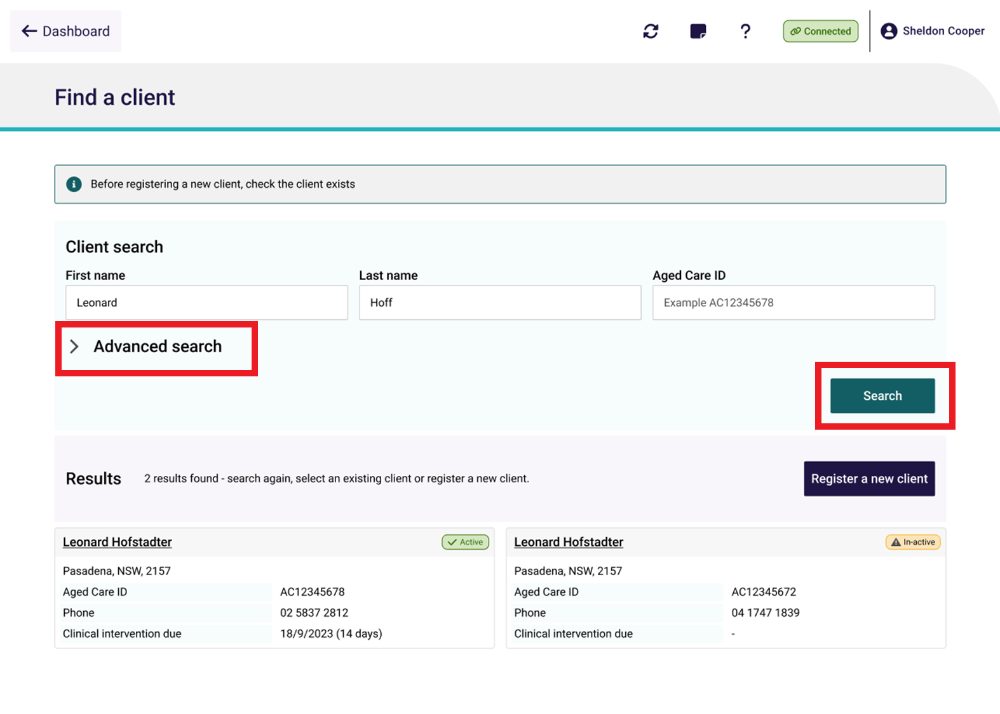 Dashboard
?
Connected
Sheldon Cooper
Find a client
Before registering a new client, check the client exists
Client search
First name
Last name
Aged Care ID
Leonard
Hoff
Example AC12345678
Advanced search
Search
Results
2 results found - search again, select an existing client or register a new client.
Register a new client
Leonard Hofstadter
Active
Pasadena, NSW, 2157
Aged Care ID AC12345678
Phone 02 5837 2812
Clinical intervention due 18/9/2023 (14 days)
Leonard Hofstadter
In-active
Pasadena, NSW, 2157
Aged Care ID AC12345672
Phone 04 1747 1839
Clinical intervention due -